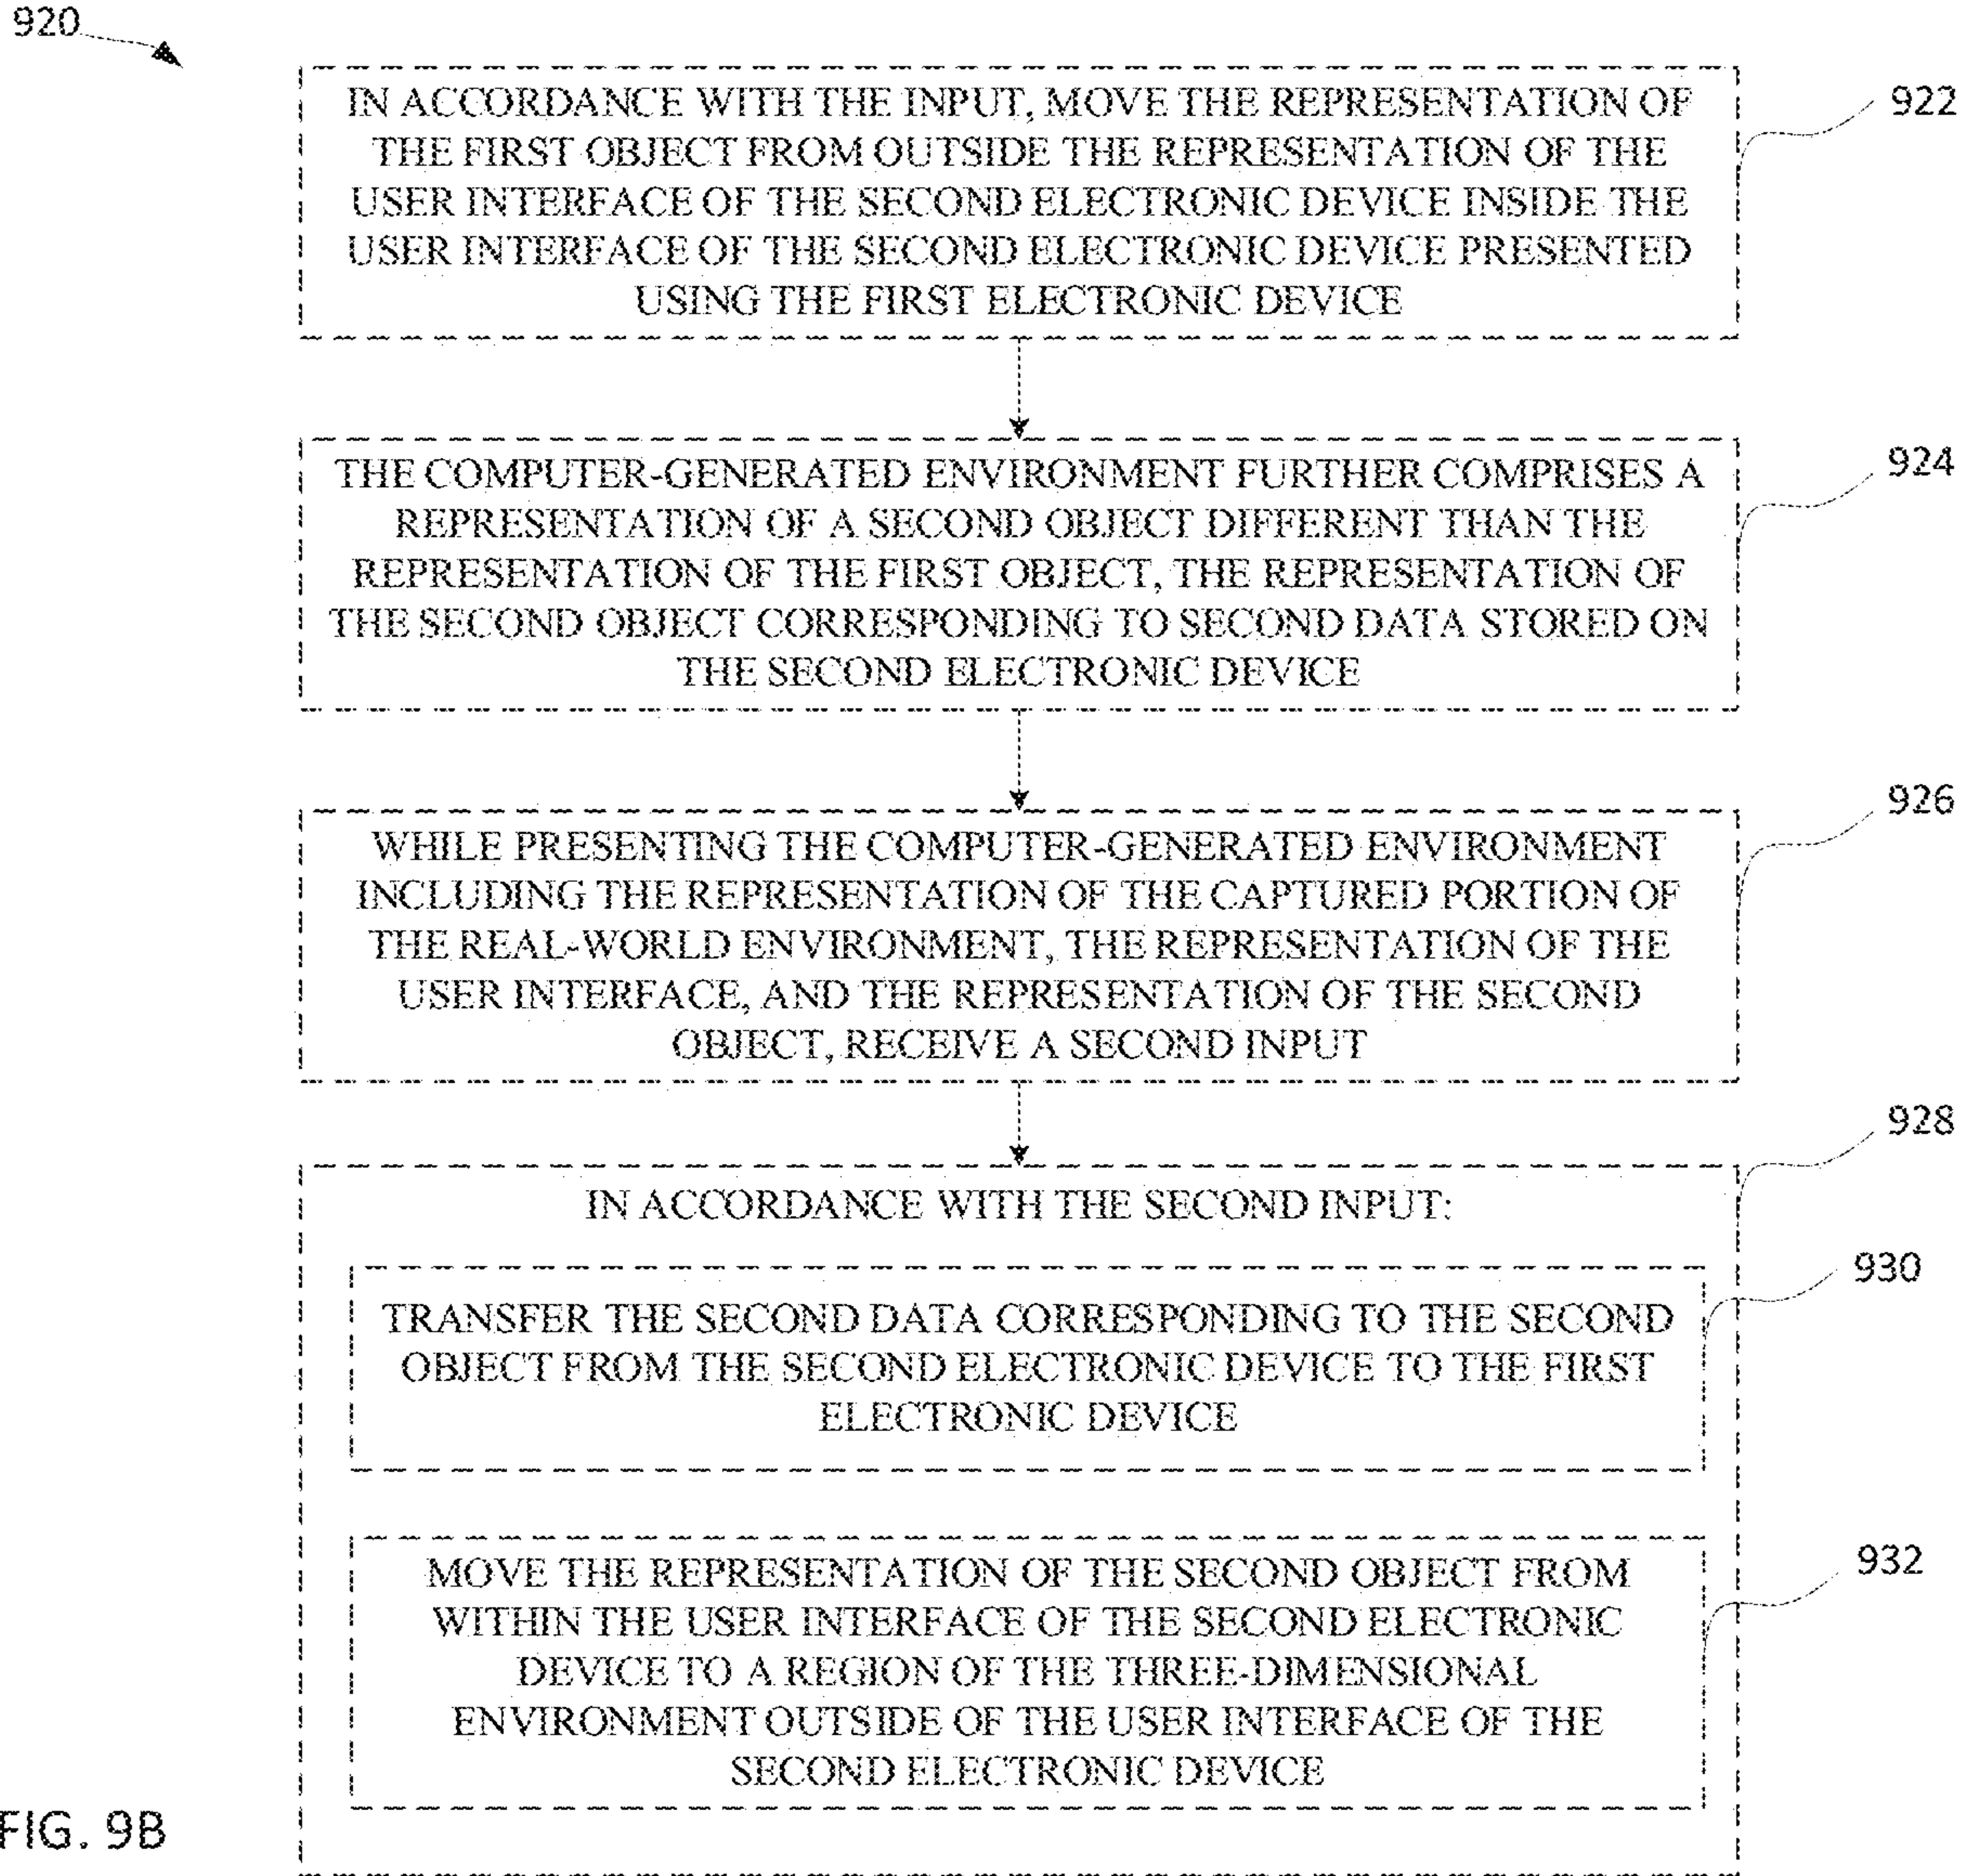 920
IN ACCORDANCE WITH THE INPUT, MOVE THE REPRESENTATION OF
922
THE FIRST OBJECT FROM OUTSIDE THE REPRESENTATION OF THE
USER INTERFACE OF THE SECOND ELECTRONIC DEVICE INSIDE THE
USER INTERFACE OF THE SECOND ELECTRONIC DEVICE PRESENTED
USING THE FIRST ELECTRONIC DEVICE
THE COMPUTER-GENERATED ENVIRONMENT FURTHER COMPRISES A
924
REPRESENTATION OF A SECOND OBJECT DIFFERENT THAN THE
REPRESENTATION OF THE FIRST OBJECT, THE REPRESENTATION OF
THE SECOND OBJECT CORRESPONDING TO SECOND DATA STORED ON
THE SECOND ELECTRONIC DEVICE
926
WHILE PRESENTING THE COMPUTER-GENERATED ENVIRONMENT
INCLUDING THE REPRESENTATION OF THE CAPTURED PORTION OF
THE REAL-WORLD ENVIRONMENT, THE REPRESENTATION OF THE
USER INTERFACE, AND THE REPRESENTATION OF THE SECOND
OBJECT, RECEIVE A SECOND INPUT
928
IN ACCORDANCE WITH THE SECOND INPUT:
930
TRANSFER THE SECOND DATA CORRESPONDING TO THE SECOND
OBJECT FROM THE SECOND ELECTRONIC DEVICE TO THE FIRST
ELECTRONIC DEVICE
932
MOVE THE REPRESENTATION OF THE SECOND OBJECT FROM
WITHIN THE USER INTERFACE OF THE SECOND ELECTRONIC
DEVICE TO A REGION OF THE THREE-DIMENSIONAL
ENVIRONMENT OUTSIDE OF THE USER INTERFACE OF THE
SECOND ELECTRONIC DEVICE
FIG. 9B